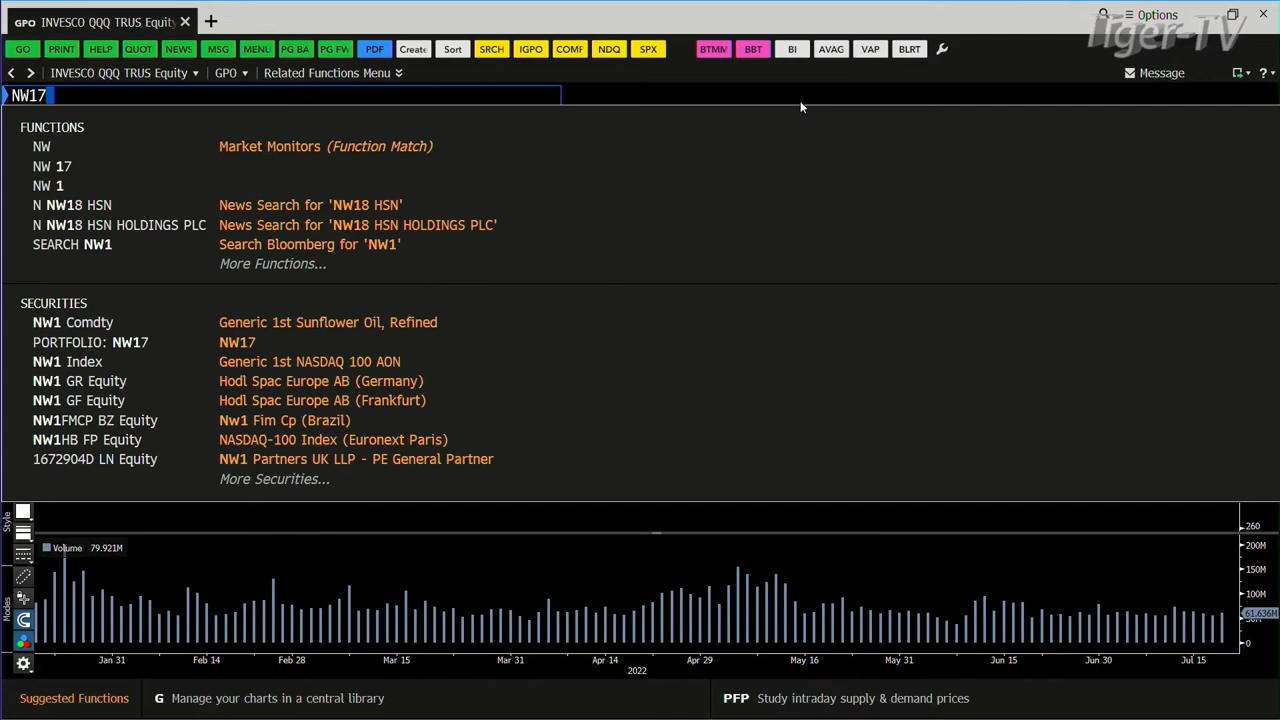 GPO INVESCO QQQ TRUS Equity
Options
Tiger-TV
GO PRINT HELP QUOT NEWS MSG MENU PG BA PG FW PDF Create Sort SRCH IGPO COMF NDQ SPX BTMM BBT BI AVAG VAP BLRT
INVESCO QQQ TRUS Equity GPO Related Functions Menu Message ?
NW17
FUNCTIONS
NW Market Monitors (Function Match)
NW 17
NW 1
N NW18 HSN News Search for 'NW18 HSN'
N NW18 HSN HOLDINGS PLC News Search for 'NW18 HSN HOLDINGS PLC'
SEARCH NW1 Search Bloomberg for 'NW1'
More Functions...
SECURITIES
NW1 Comdty Generic 1st Sunflower Oil, Refined
PORTFOLIO: NW17 NW17
NW1 Index Generic 1st NASDAQ 100 AON
NW1 GR Equity Hodl Spac Europe AB (Germany)
NW1 GF Equity Hodl Spac Europe AB (Frankfurt)
NW1FMCP BZ Equity Nw1 Fim Cp (Brazil)
NW1HB FP Equity NASDAQ-100 Index (Euronext Paris)
1672904D LN Equity NW1 Partners UK LLP - PE General Partner
More Securities...
Style
260
Volume 79.921M
200M
150M
100M
61.636M
0
Modes
Jan 31 Feb 14 Feb 28 Mar 15 Mar 31 Apr 14 Apr 29 May 16 May 31 Jun 15 Jun 30 Jul 15
2022
Suggested Functions G Manage your charts in a central library PFP Study intraday supply & demand prices